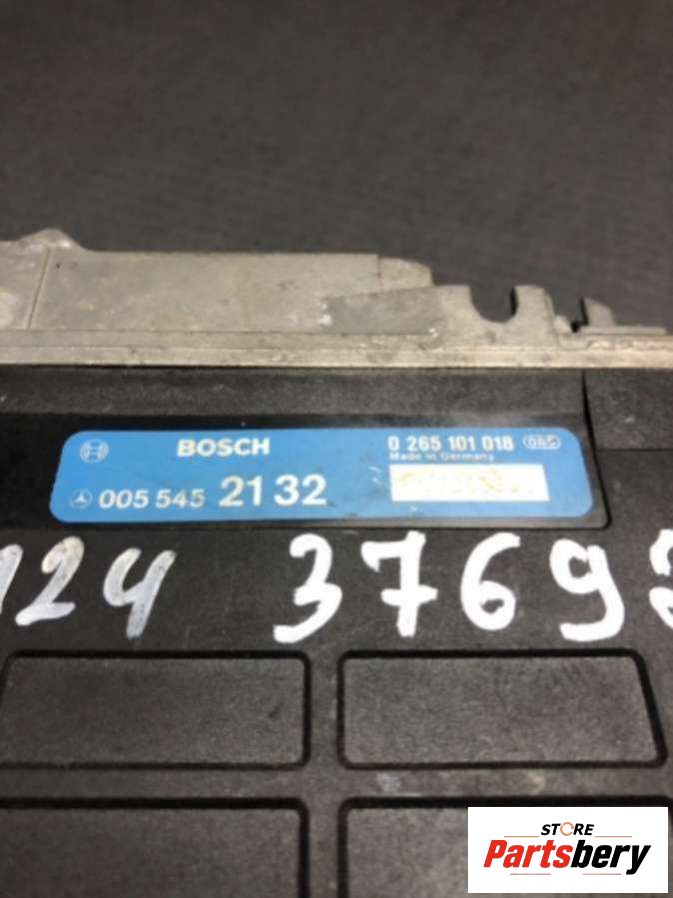 BOSCH 0 265 101 018
Made in Germany
005 545 21 32
124 3769
STORE
Partsbery